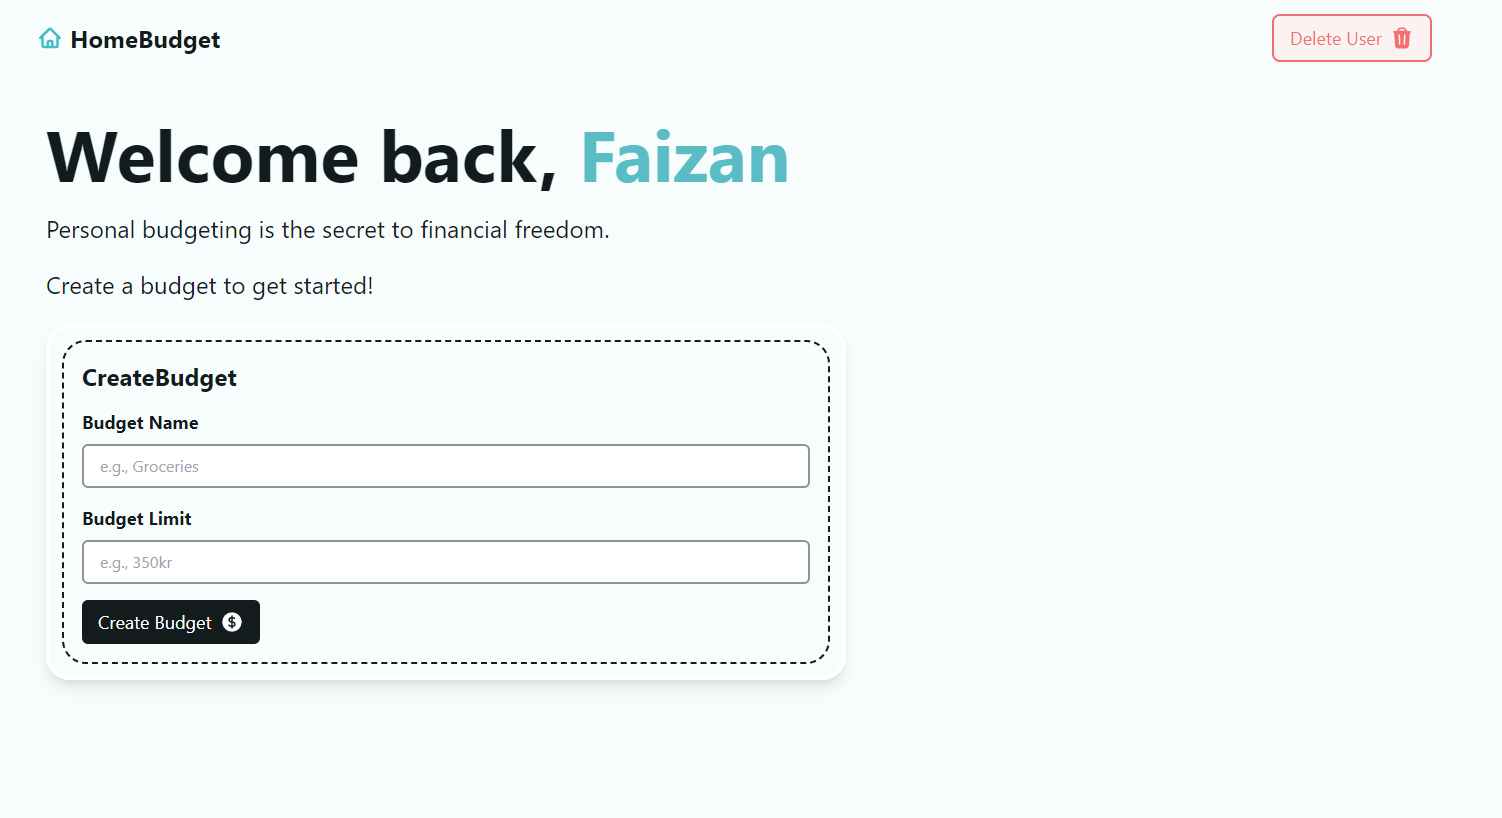 HomeBudget
Delete User
Welcome back, Faizan
Personal budgeting is the secret to financial freedom.
Create a budget to get started!
CreateBudget
Budget Name
e.g., Groceries
Budget Limit
e.g., 350kr
Create Budget $